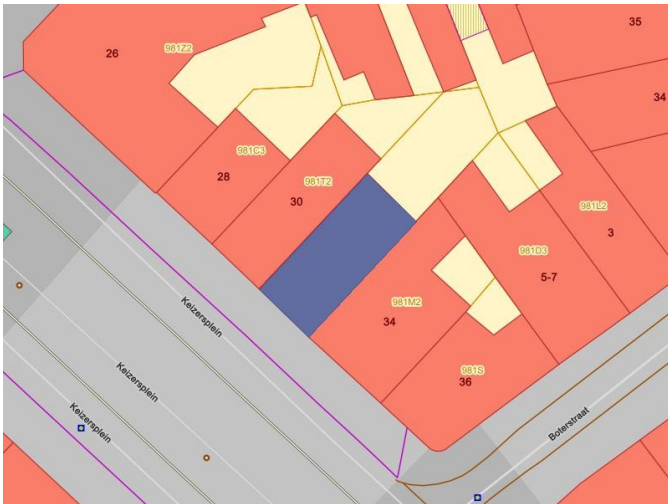 35
26
981Z2
34
981C3
28
981T2
30
981L2
3
981D3
5-7
981M2
34
Keizersplein
981S
36
Keizersplein
Keizersplein
Boterstraat